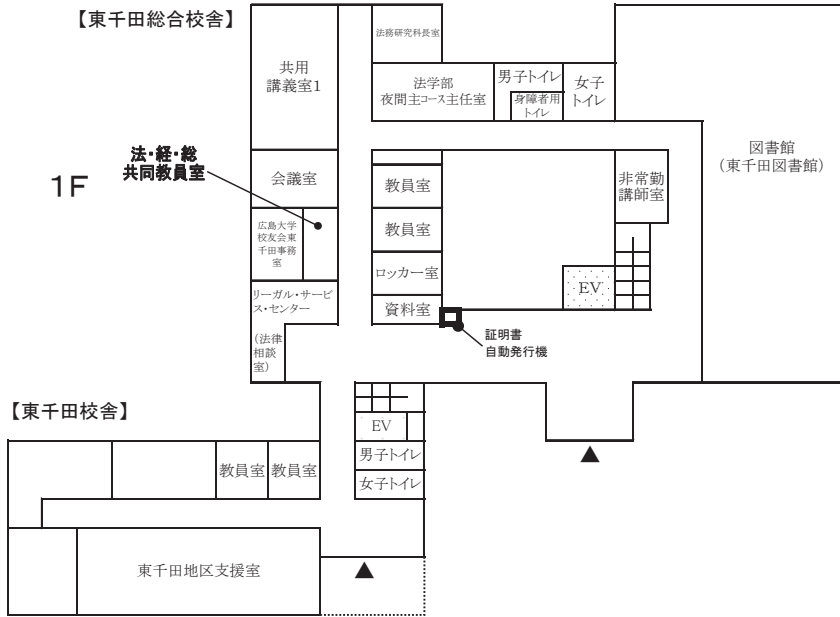 【東千田総合校舎】
法務研究科長室
共用
講義室1
法学部
夜間主コース主任室
男子トイレ
身障者用
トイレ
女子
トイレ
図書館
(東千田図書館)
法・経・総
共同教員室
1F
会議室
教員室
非常勤
講師室
広島大学
校友会東
千田事務
室
教員室
ロッカー室
EV
リーガル・サービ
ス・センター
資料室
(法律
相談
室)
証明書
自動発行機
【東千田校舎】
EV
男子トイレ
教員室
教員室
女子トイレ
東千田地区支援室